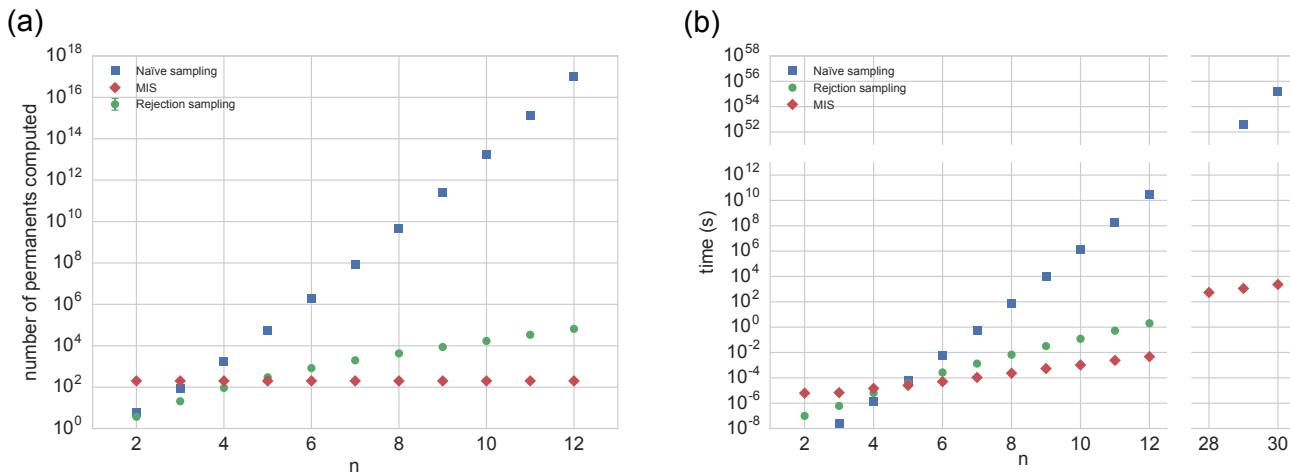 (a)
number of permanents computed
10^18
10^16
10^14
10^12
10^10
10^8
10^6
10^4
10^2
10^0
Naïve sampling
MIS
Rejection sampling
2 4 6 8 10 12
n
(b)
time (s)
10^58
10^56
10^54
10^52
10^12
10^10
10^8
10^6
10^4
10^2
10^0
10^-2
10^-4
10^-6
10^-8
Naïve sampling
Rejction sampling
MIS
2 4 6 8 10 12 28 30
n